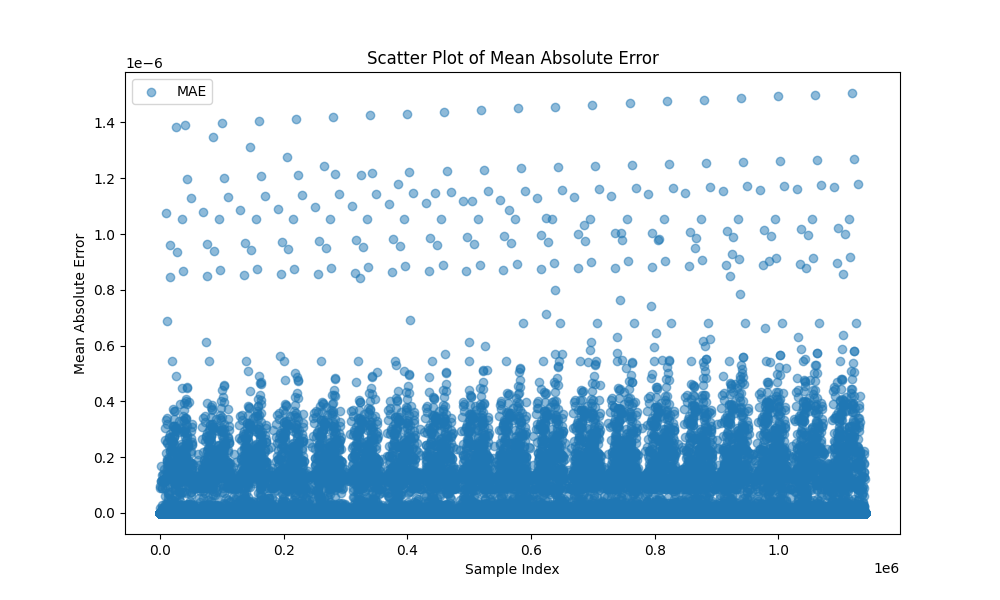 Scatter Plot of Mean Absolute Error
1e−6
MAE
1.4
1.2
1.0
0.8
0.6
0.4
0.2
0.0
Mean Absolute Error
0.0 0.2 0.4 0.6 0.8 1.0
1e6
Sample Index